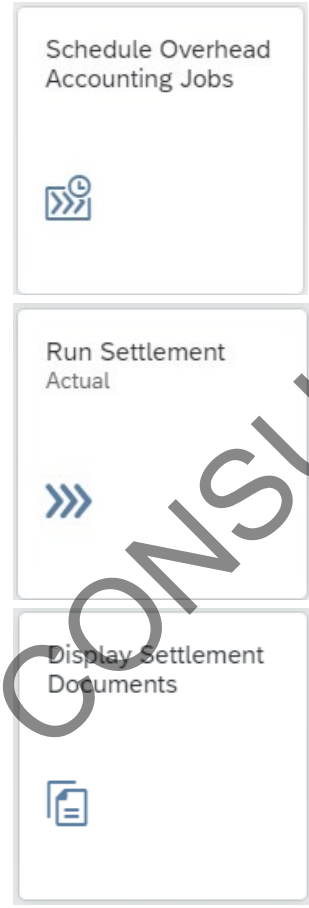 Schedule Overhead
Accounting Jobs
Run Settlement
Actual
Display Settlement
Documents